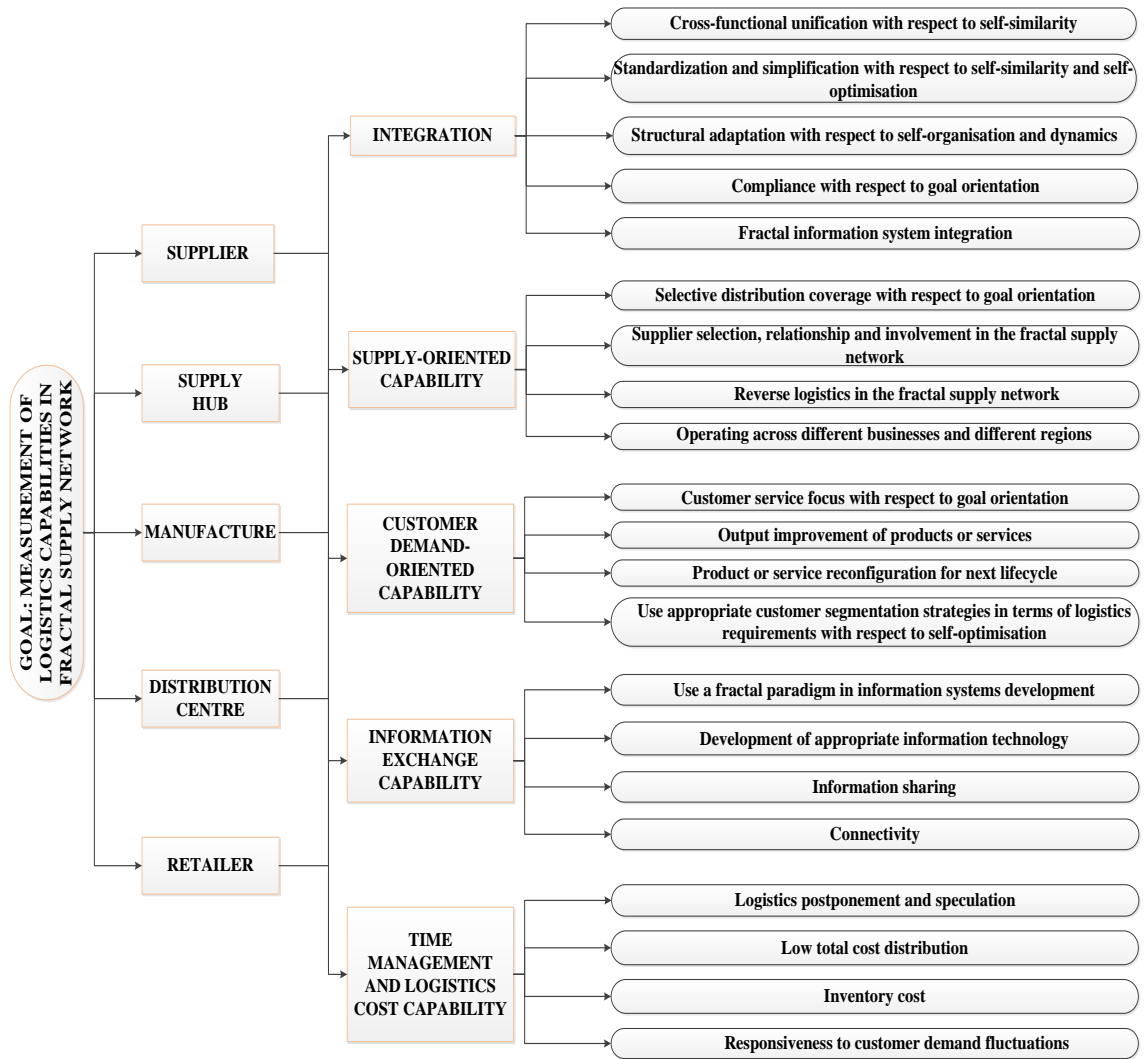 GOAL: MEASUREMENT OF
LOGISTICS CAPABILITIES IN
FRACTAL SUPPLY NETWORK
SUPPLIER
SUPPLY
HUB
MANUFACTURE
DISTRIBUTION
CENTRE
RETAILER
INTEGRATION
Cross-functional unification with respect to self-similarity
Standardization and simplification with respect to self-similarity and self-
optimisation
Structural adaptation with respect to self-organisation and dynamics
Compliance with respect to goal orientation
Fractal information system integration
SUPPLY-ORIENTED
CAPABILITY
Selective distribution coverage with respect to goal orientation
Supplier selection, relationship and involvement in the fractal supply
network
Reverse logistics in the fractal supply network
Operating across different businesses and different regions
CUSTOMER
DEMAND-
ORIENTED
CAPABILITY
Customer service focus with respect to goal orientation
Output improvement of products or services
Product or service reconfiguration for next lifecycle
Use appropriate customer segmentation strategies in terms of logistics
requirements with respect to self-optimisation
INFORMATION
EXCHANGE
CAPABILITY
Use a fractal paradigm in information systems development
Development of appropriate information technology
Information sharing
Connectivity
TIME
MANAGEMENT
AND LOGISTICS
COST CAPABILITY
Logistics postponement and speculation
Low total cost distribution
Inventory cost
Responsiveness to customer demand fluctuations